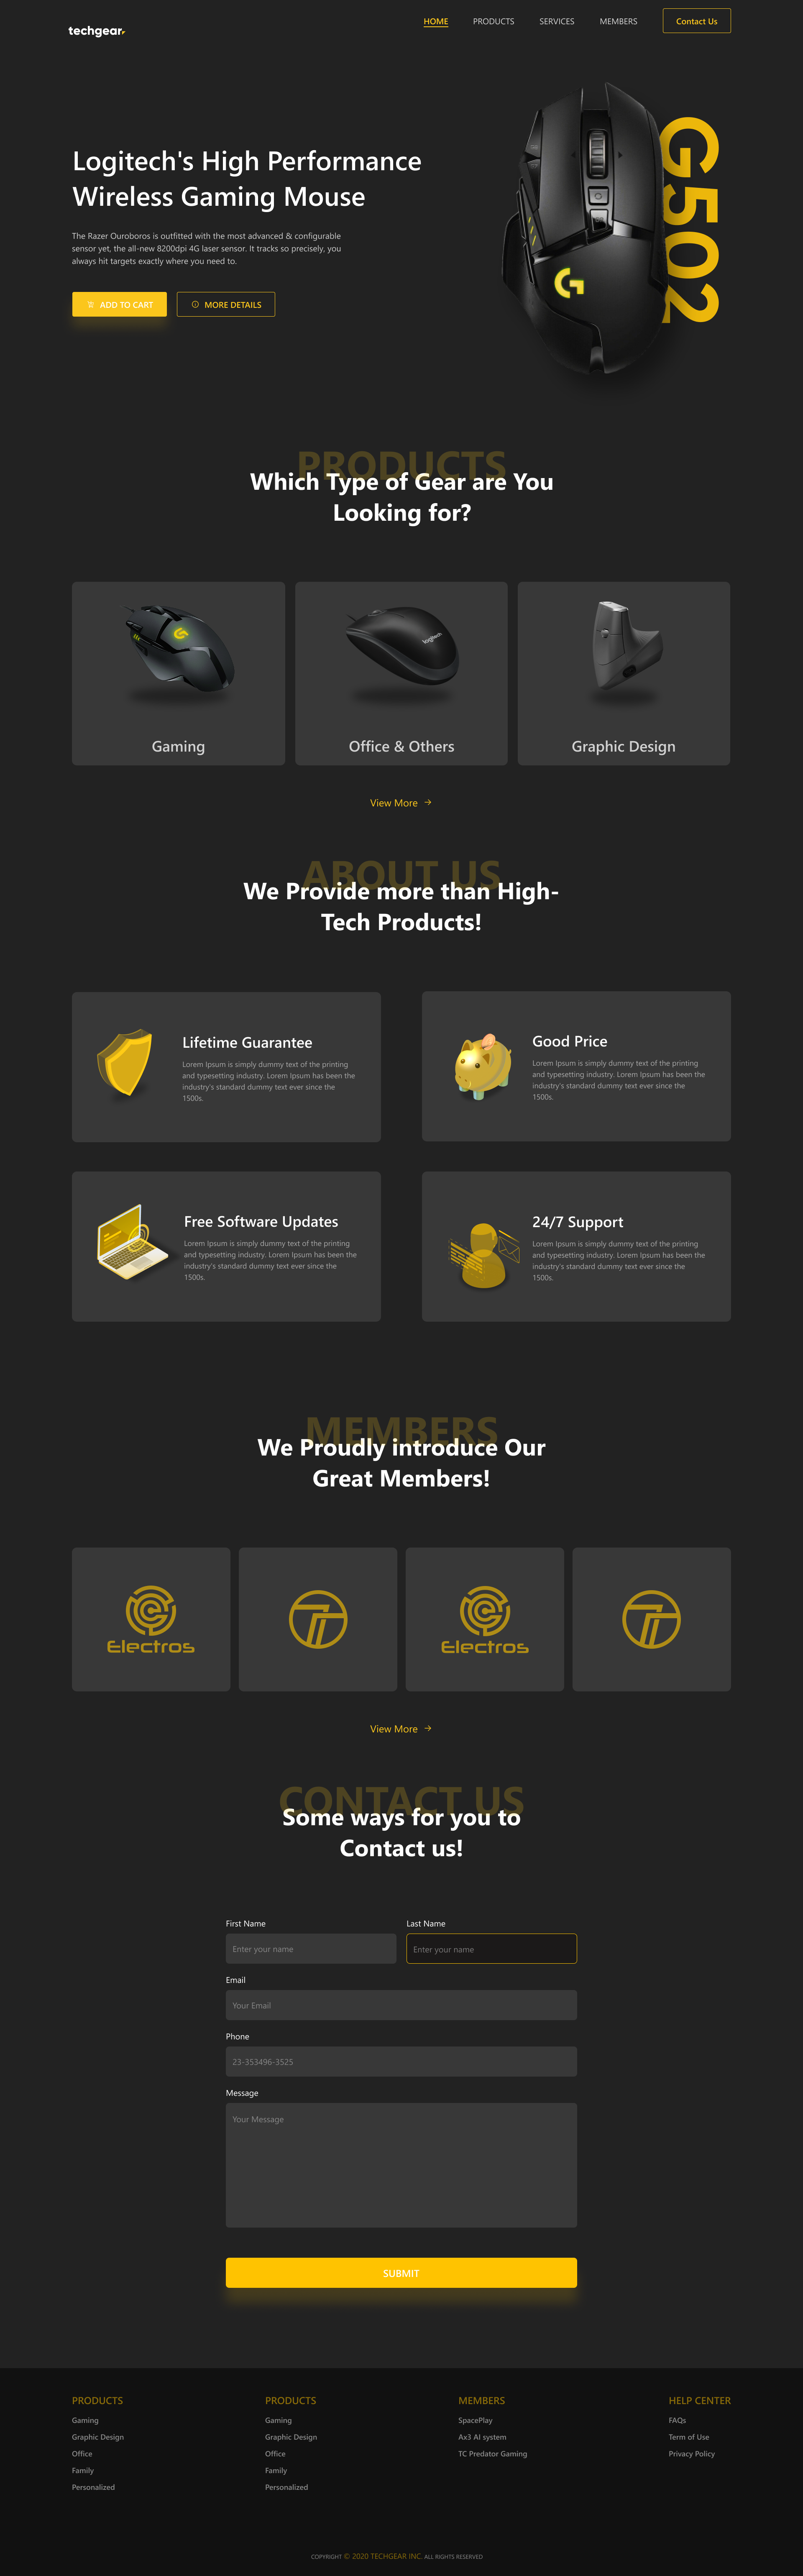 techgear
HOME
PRODUCTS
SERVICES
MEMBERS
Contact Us
Logitech's High Performance
Wireless Gaming Mouse
The Razer Ouroboros is outfitted with the most advanced & configurable
sensor yet, the all-new 8200dpi 4G laser sensor. It tracks so precisely, you
always hit targets exactly where you need to.
ADD TO CART
MORE DETAILS
G502
PRODUCTS
Which Type of Gear are You
Looking for?
logitech
Gaming
Office & Others
Graphic Design
View More
ABOUT US
We Provide more than High-
Tech Products!
Lifetime Guarantee
Lorem Ipsum is simply dummy text of the printing
and typesetting industry. Lorem Ipsum has been the
industry's standard dummy text ever since the
1500s.
Good Price
Lorem Ipsum is simply dummy text of the printing
and typesetting industry. Lorem Ipsum has been the
industry's standard dummy text ever since the
1500s.
Free Software Updates
Lorem Ipsum is simply dummy text of the printing
and typesetting industry. Lorem Ipsum has been the
industry's standard dummy text ever since the
1500s.
24/7 Support
Lorem Ipsum is simply dummy text of the printing
and typesetting industry. Lorem Ipsum has been the
industry's standard dummy text ever since the
1500s.
MEMBERS
We Proudly introduce Our
Great Members!
Electros
Electros
View More
CONTACT US
Some ways for you to
Contact us!
First Name
Last Name
Enter your name
Enter your name
Email
Your Email
Phone
23-353496-3525
Message
Your Message
SUBMIT
PRODUCTS
Gaming
Graphic Design
Office
Family
Personalized
PRODUCTS
Gaming
Graphic Design
Office
Family
Personalized
MEMBERS
SpacePlay
Ax3 AI system
TC Predator Gaming
HELP CENTER
FAQs
Term of Use
Privacy Policy
COPYRIGHT © 2020 TECHGEAR INC. ALL RIGHTS RESERVED